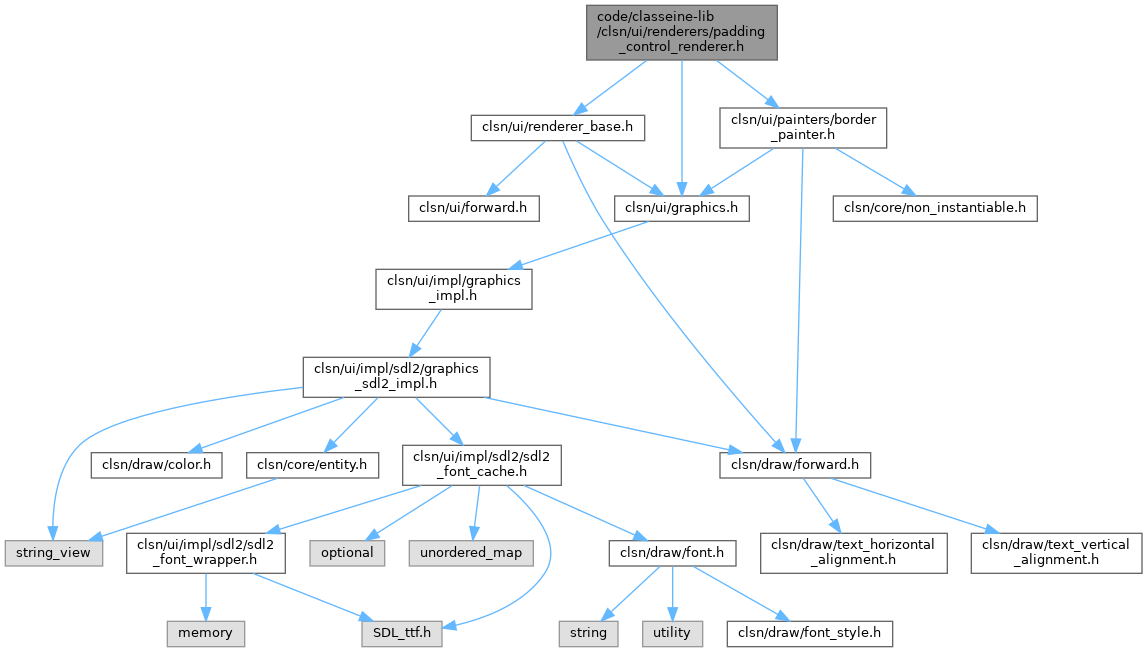 code/classeine-lib
/clsn/ui/renderers/padding
_control_renderer.h
clsn/ui/renderer_base.h
clsn/ui/painters/border
_painter.h
clsn/ui/forward.h
clsn/ui/graphics.h
clsn/core/non_instantiable.h
clsn/ui/impl/graphics
_impl.h
clsn/ui/impl/sdl2/graphics
_sdl2_impl.h
clsn/draw/color.h
clsn/core/entity.h
clsn/ui/impl/sdl2/sdl2
_font_cache.h
clsn/draw/forward.h
string_view
clsn/ui/impl/sdl2/sdl2
_font_wrapper.h
optional
unordered_map
clsn/draw/font.h
clsn/draw/text_horizontal
_alignment.h
clsn/draw/text_vertical
_alignment.h
memory
SDL_ttf.h
string
utility
clsn/draw/font_style.h